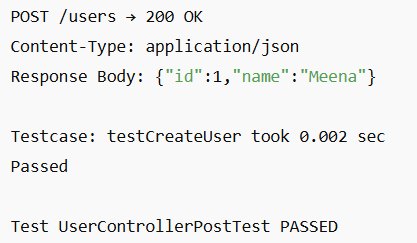 POST /users → 200 OK
Content-Type: application/json
Response Body: {"id":1,"name":"Meena"}
Testcase: testCreateUser took 0.002 sec
Passed
Test UserControllerPostTest PASSED